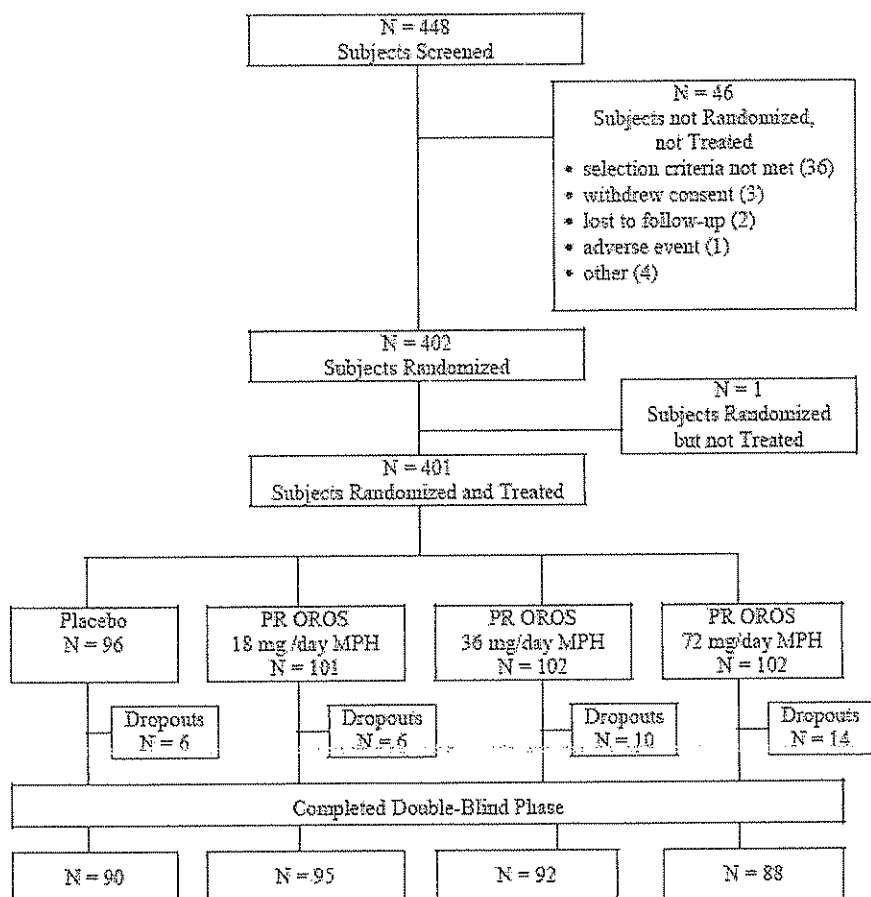 N = 448
Subjects Screened
N = 46
Subjects not Randomized,
not Treated
• selection criteria not met (36)
• withdrew consent (3)
• lost to follow-up (2)
• adverse event (1)
• other (4)
N = 402
Subjects Randomized
N = 1
Subjects Randomized
but not Treated
N = 401
Subjects Randomized and Treated
Placebo
N = 96
PR OROS
18 mg /day MPH
N = 101
PR OROS
36 mg/day MPH
N = 102
PR OROS
72 mg/day MPH
N = 102
Dropouts
N = 6
Dropouts
N = 6
Dropouts
N = 10
Dropouts
N = 14
Completed Double-Blind Phase
N = 90
N = 95
N = 92
N = 88